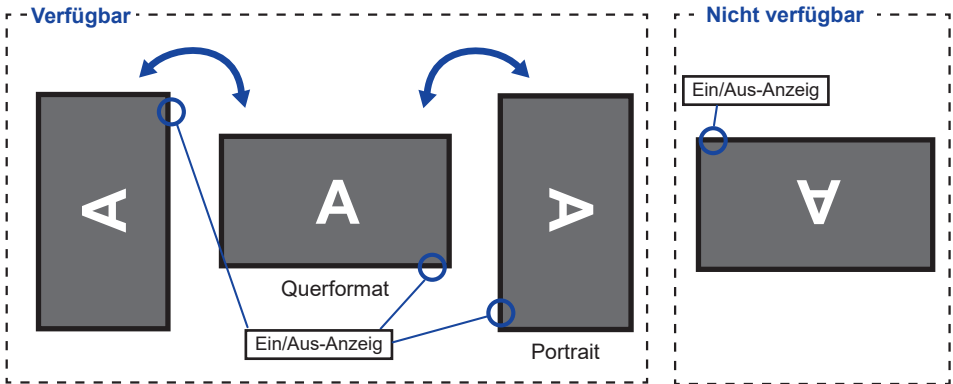 Verfügbar
Nicht verfügbar
Ein/Aus-Anzeig
A
A
A
A
Querformat
Ein/Aus-Anzeig
Portrait